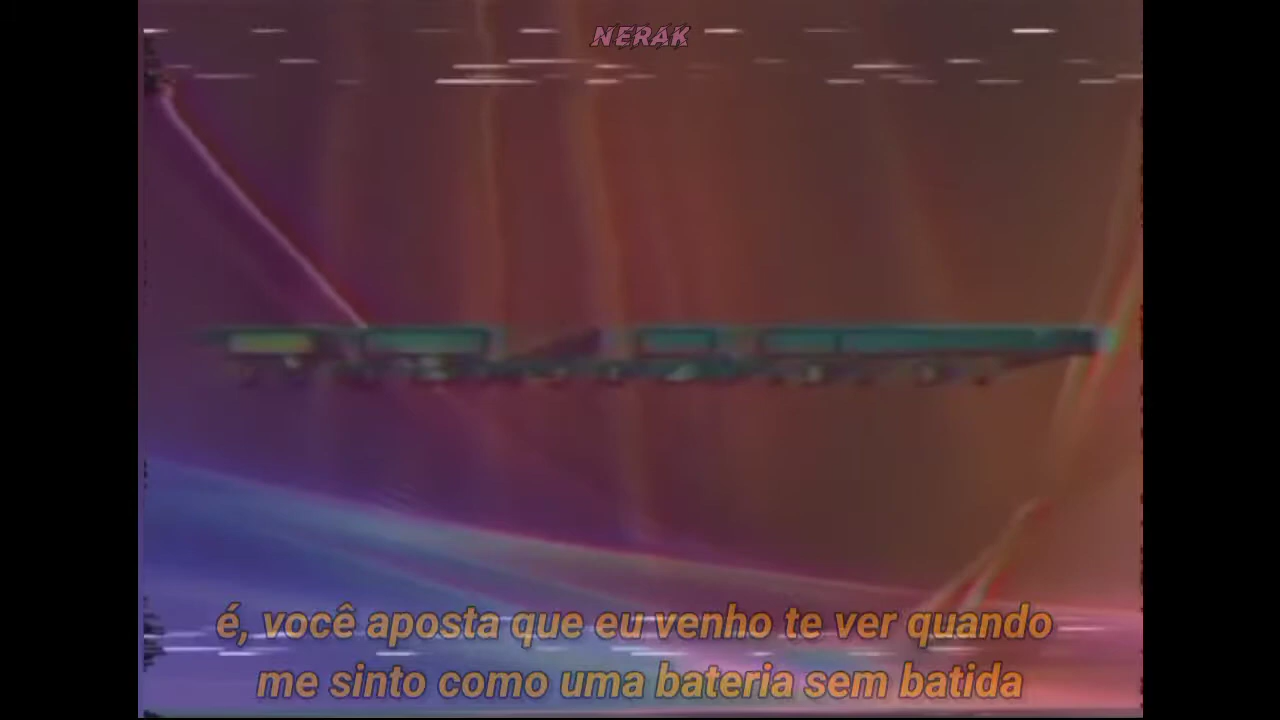 NERAK
é, você aposta que eu venho te ver quando
me sinto como uma bateria sem batida